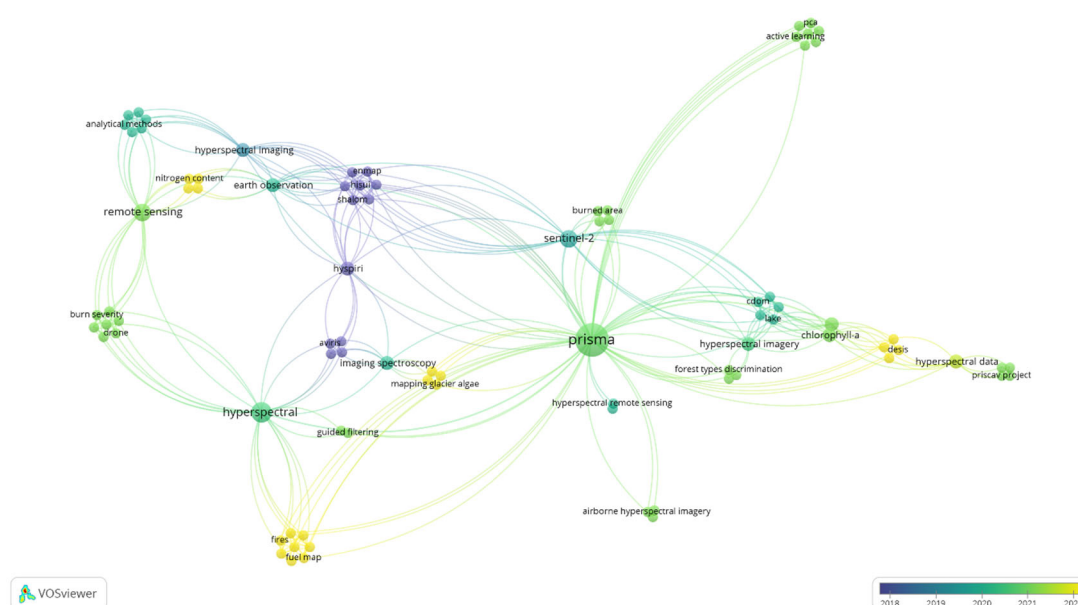 pca
active learning
analytical methods
hyperspectral imaging
enmap
nitrogen content
earth observation
hisui
shalom
remote sensing
burned area
sentinel-2
hyspiri
cdom
lake
burn severity
drone
chlorophyll-a
prisma
hyperspectral imagery
aviris
desis
imaging spectroscopy
hyperspectral data
forest types discrimination
priscav project
mapping glacier algae
hyperspectral remote sensing
hyperspectral
guided filtering
airborne hyperspectral imagery
fires
fuel map
VOSviewer
2018 2019 2020 2021